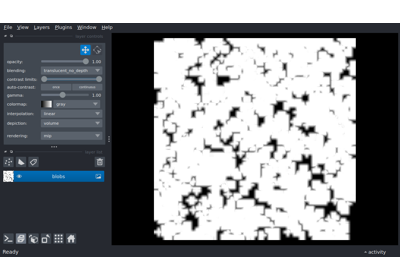 File View Layers Plugins Window Help
opacity: 1.00
blending: translucent_no_depth
contrast limits:
auto-contrast: once continuous
gamma: 1.00
colormap: gray
interpolation: linear
depiction: volume
rendering: mip
blobs
Ready
activity